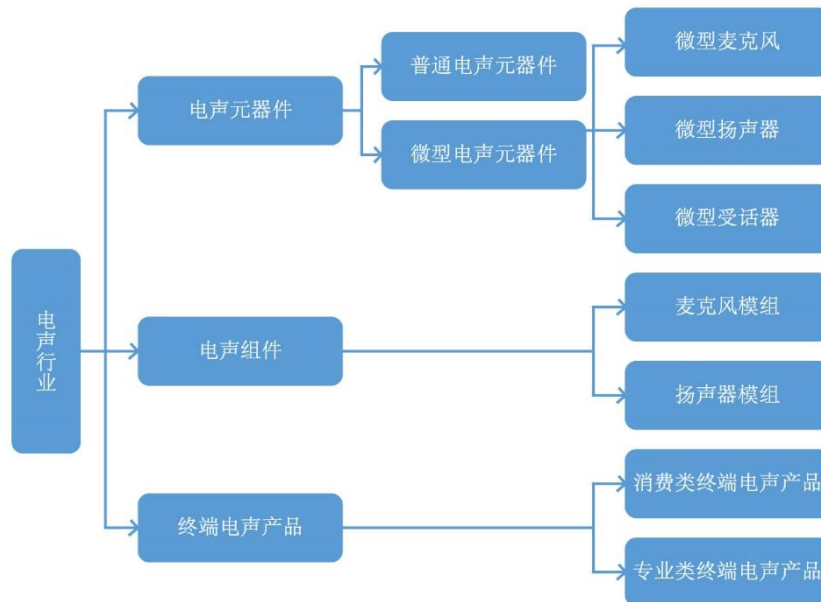 电声行业
电声元器件
普通电声元器件
微型电声元器件
微型麦克风
微型扬声器
微型受话器
电声组件
麦克风模组
扬声器模组
终端电声产品
消费类终端电声产品
专业类终端电声产品